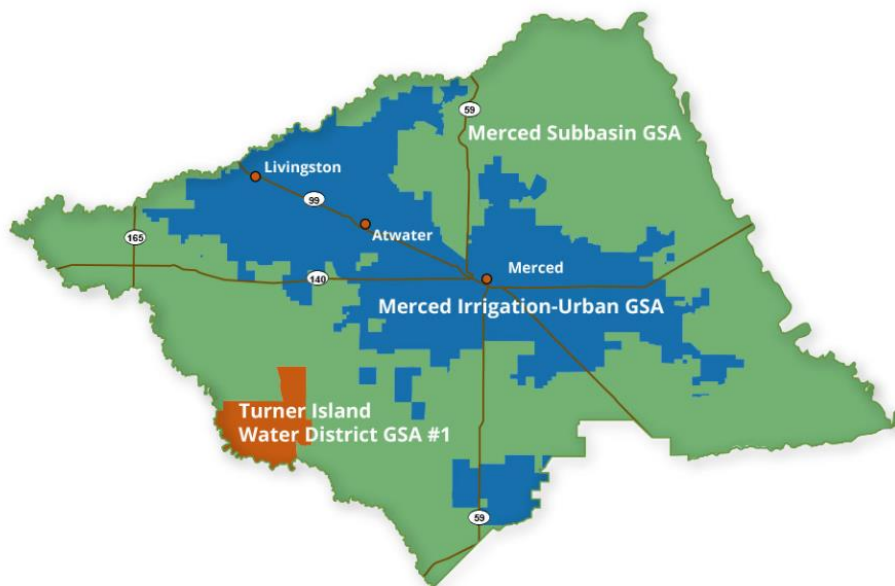 59
Merced Subbasin GSA
Livingston
99
Atwater
165
140
Merced
Merced Irrigation-Urban GSA
Turner Island
Water District GSA #1
59